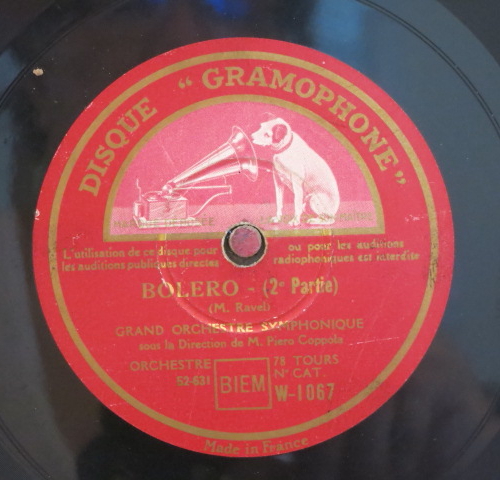 DISQUE "GRAMOPHONE"
L'utilisation de ce disque pour
les auditions publiques directes
ou pour les auditions
radiophoniques est interdite
BOLERO - (2e Partie)
(M. Ravel)
GRAND ORCHESTRE SYMPHONIQUE
sous la Direction de M. Piero Coppola
ORCHESTRE
52-631
BIEM
78 TOURS
No CAT.
W-1067
Made in France